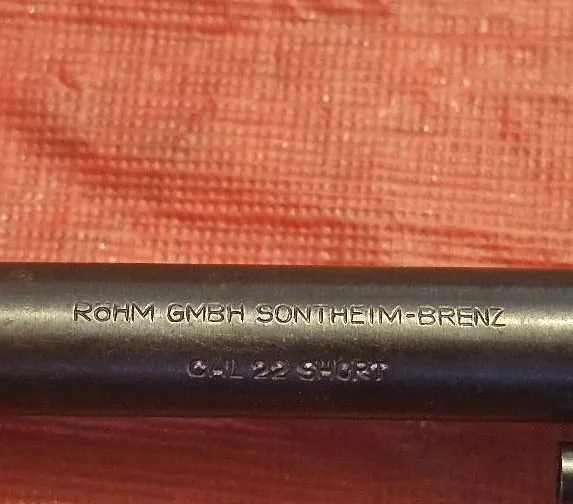 RöHM GMBH SONTHEIM-BRENZ
CAL 22 SHORT